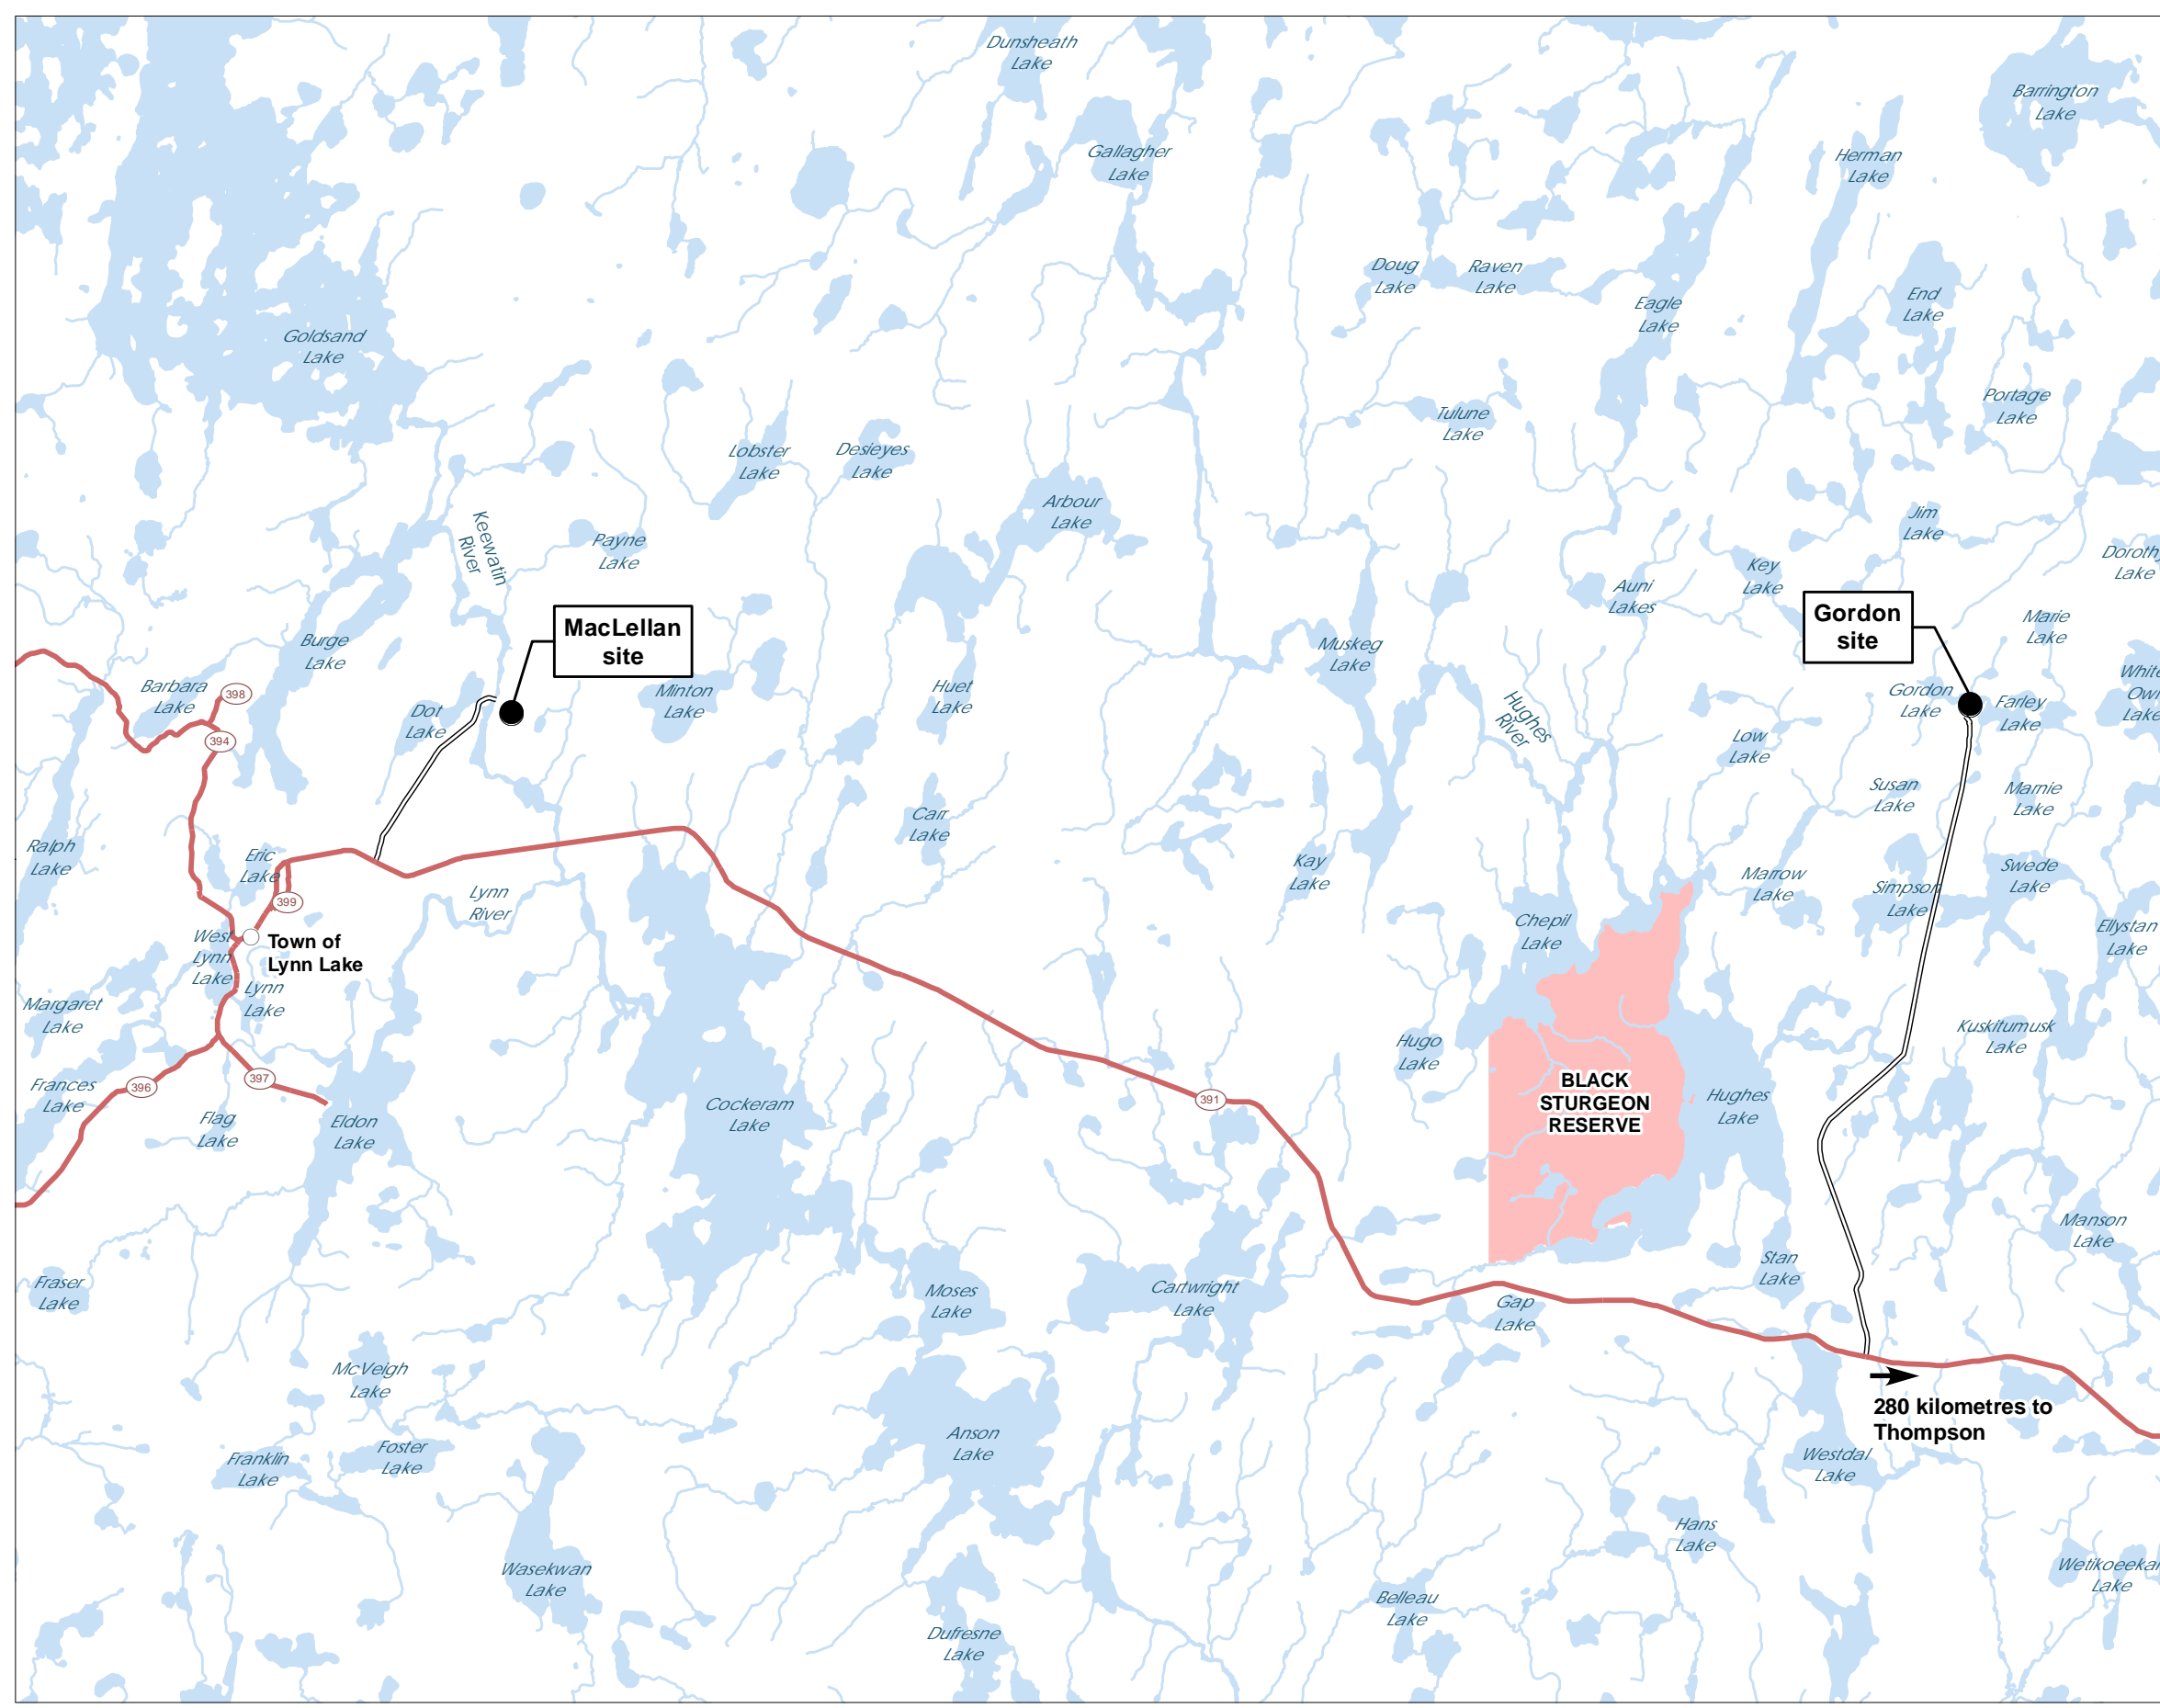 Dunsheath
Lake
Barrington
Lake
Gallagher
Lake
Herman
Lake
Doug
Lake
Raven
Lake
Eagle
Lake
End
Lake
Goldsand
Lake
Portage
Lake
Tulune
Lake
Lobster
Lake
Desieyes
Lake
Arbour
Lake
Jim
Lake
Keewatin
River
Payne
Lake
Dorothy
Lake
Key
Lake
Auni
Lakes
MacLellan
site
Gordon
site
Marie
Lake
Burge
Lake
Muskeg
Lake
White
Owl
Lake
Barbara
Lake
398
Minton
Lake
Huet
Lake
Gordon
Lake
Farley
Lake
Dot
Lake
Hughes
River
394
Low
Lake
Susan
Lake
Marnie
Lake
Carr
Lake
Ralph
Lake
Eric
Lake
Kay
Lake
Marrow
Lake
Simpson
Lake
Swede
Lake
399
Lynn
River
Chepil
Lake
Ellystan
Lake
West
Lynn
Lake
Town of
Lynn Lake
Lynn
Lake
Margaret
Lake
Kuskitumusk
Lake
Hugo
Lake
Frances
Lake
396
397
391
BLACK
STURGEON
RESERVE
Hughes
Lake
Cockeram
Lake
Flag
Lake
Eldon
Lake
Manson
Lake
Fraser
Lake
Stan
Lake
Moses
Lake
Cartwright
Lake
Gap
Lake
McVeigh
Lake
280 kilometres to
Thompson
Anson
Lake
Franklin
Lake
Foster
Lake
Westdal
Lake
Hans
Lake
Wasekwan
Lake
Wetikoeekan
Lake
Belleau
Lake
Dufresne
Lake